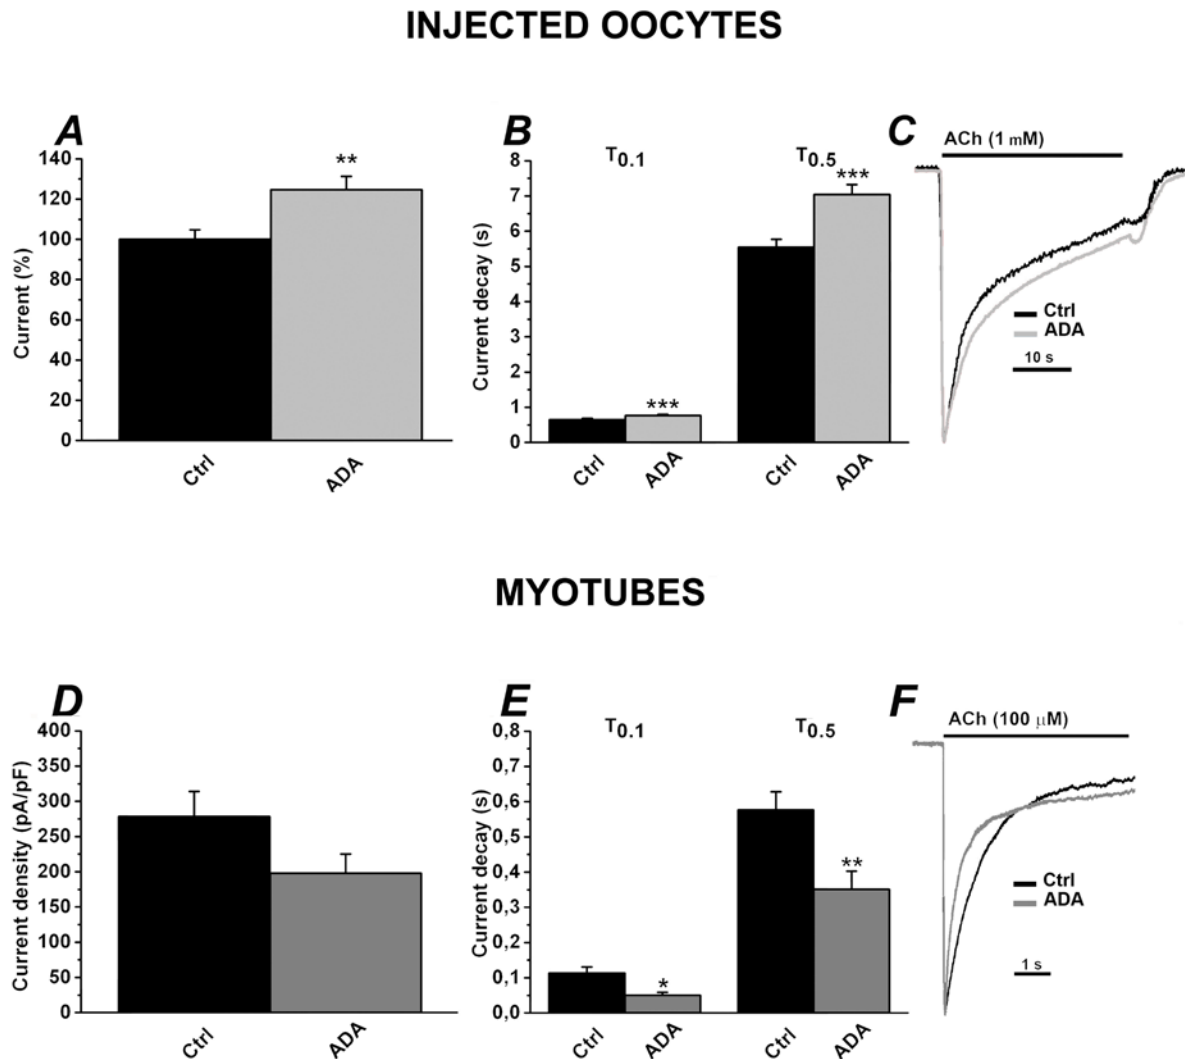 INJECTED OOCYTES
A
Current (%)
140
120
100
80
60
40
20
0
**
Ctrl
ADA
B
Current decay (s)
8
7
6
5
4
3
2
1
0
T0.1
T0.5
***
***
Ctrl
ADA
Ctrl
ADA
C
ACh (1 mM)
Ctrl
ADA
10 s
MYOTUBES
D
Current density (pA/pF)
400
350
300
250
200
150
100
50
0
Ctrl
ADA
E
Current decay (s)
0,8
0,7
0,6
0,5
0,4
0,3
0,2
0,1
0,0
T0.1
T0.5
*
**
Ctrl
ADA
Ctrl
ADA
F
ACh (100 μM)
Ctrl
ADA
1 s